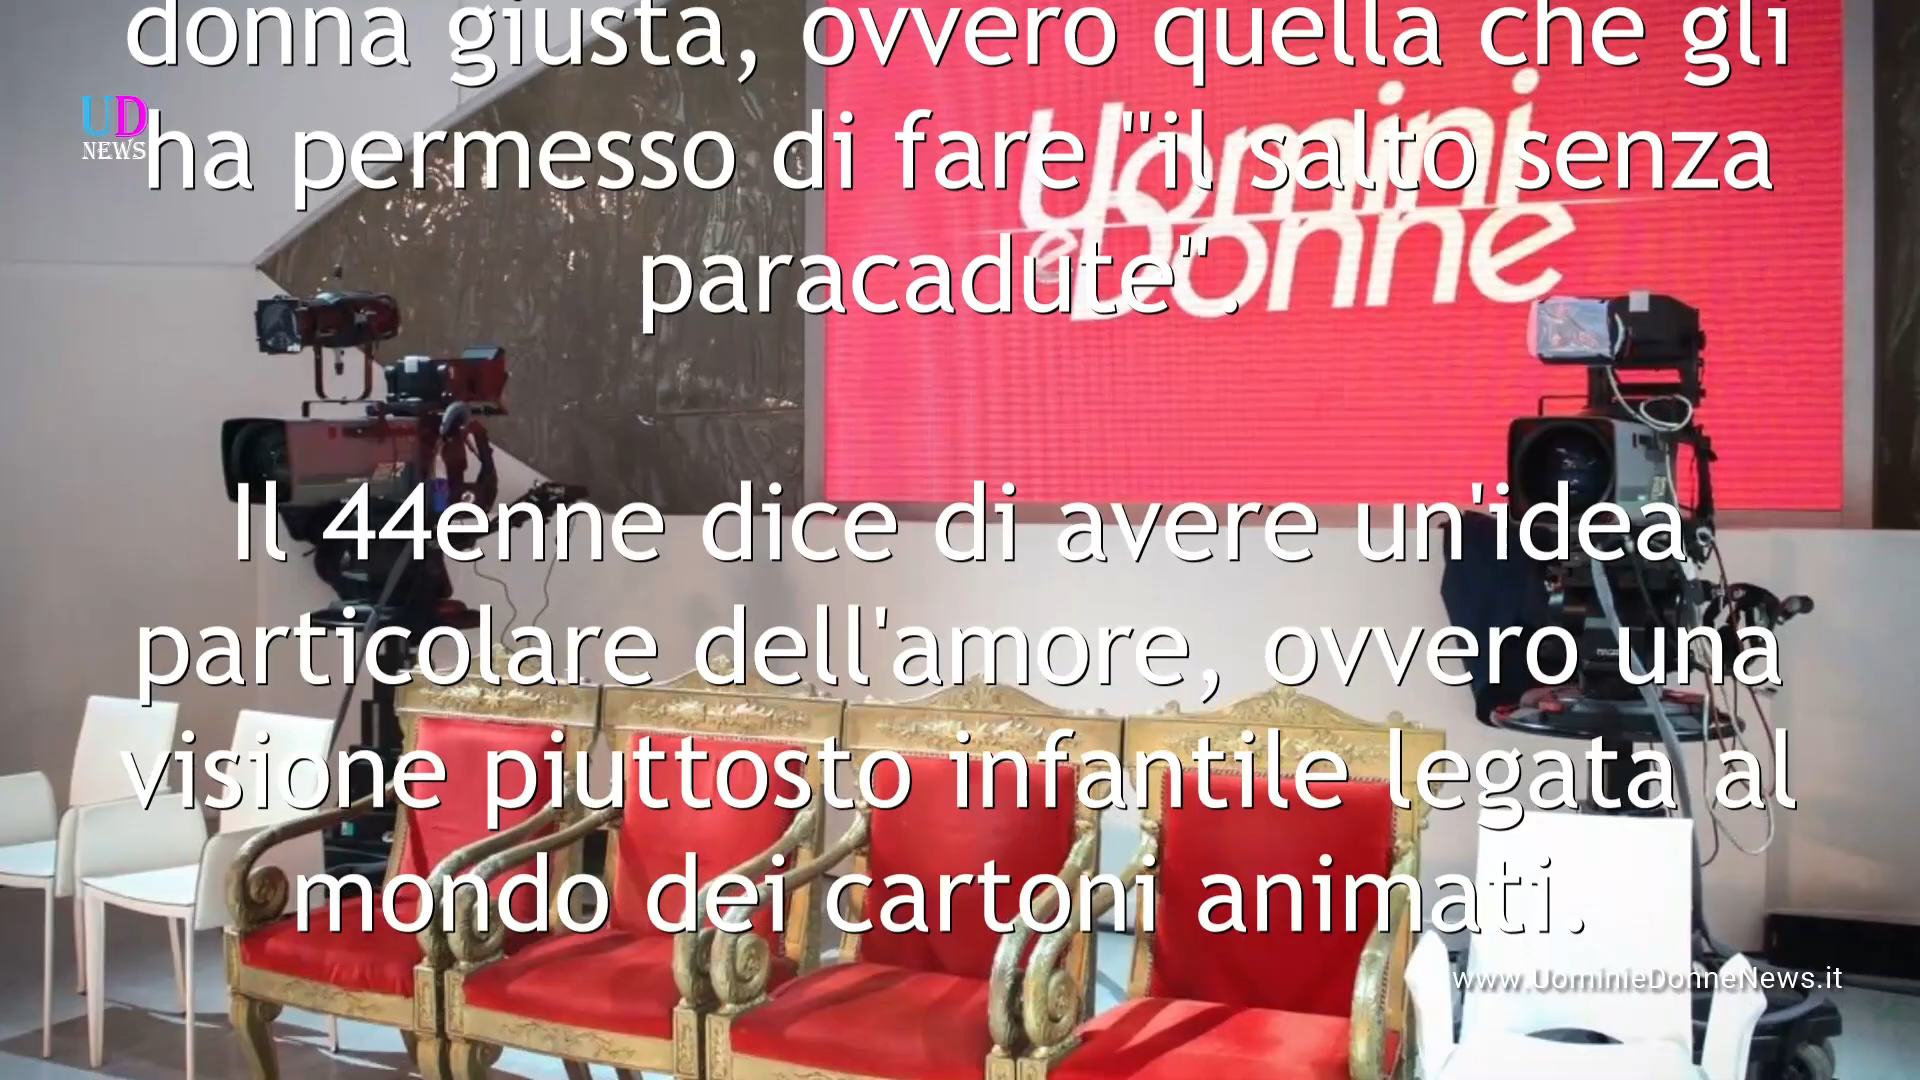 donna giusta, ovvero quella che gli
ha permesso di fare "il salto senza
paracadute".
UD
NEWS
Uomini
e Donne
Il 44enne dice di avere un'idea
particolare dell'amore, ovvero una
visione piuttosto infantile legata al
mondo dei cartoni animati.
www.UominieDonneNews.it